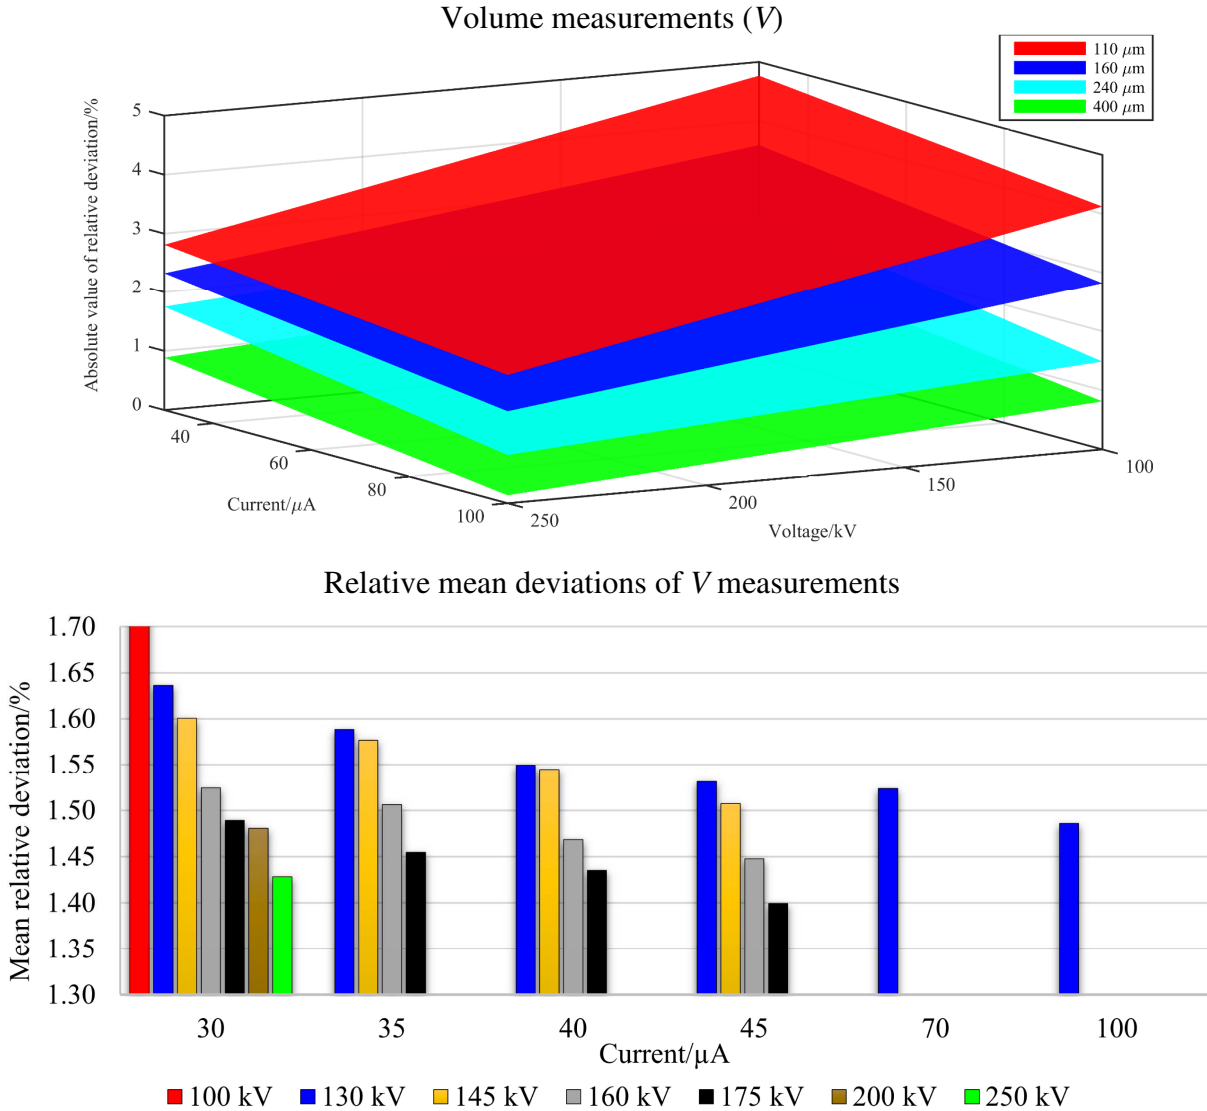 Volume measurements (V)
110 μm
160 μm
240 μm
400 μm
Absolute value of relative deviation/%
5
4
3
2
1
0
40
60
80
100
Current/μA
250
200
150
100
Voltage/kV
Relative mean deviations of V measurements
Mean relative deviation/%
1.70
1.65
1.60
1.55
1.50
1.45
1.40
1.35
1.30
30 35 40 45 70 100
Current/μA
100 kV 130 kV 145 kV 160 kV 175 kV 200 kV 250 kV